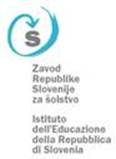 S
Zavod
Republike
Slovenije
za šolstvo
Istituto
dell'Educazione
della Repubblica
di Slovenia